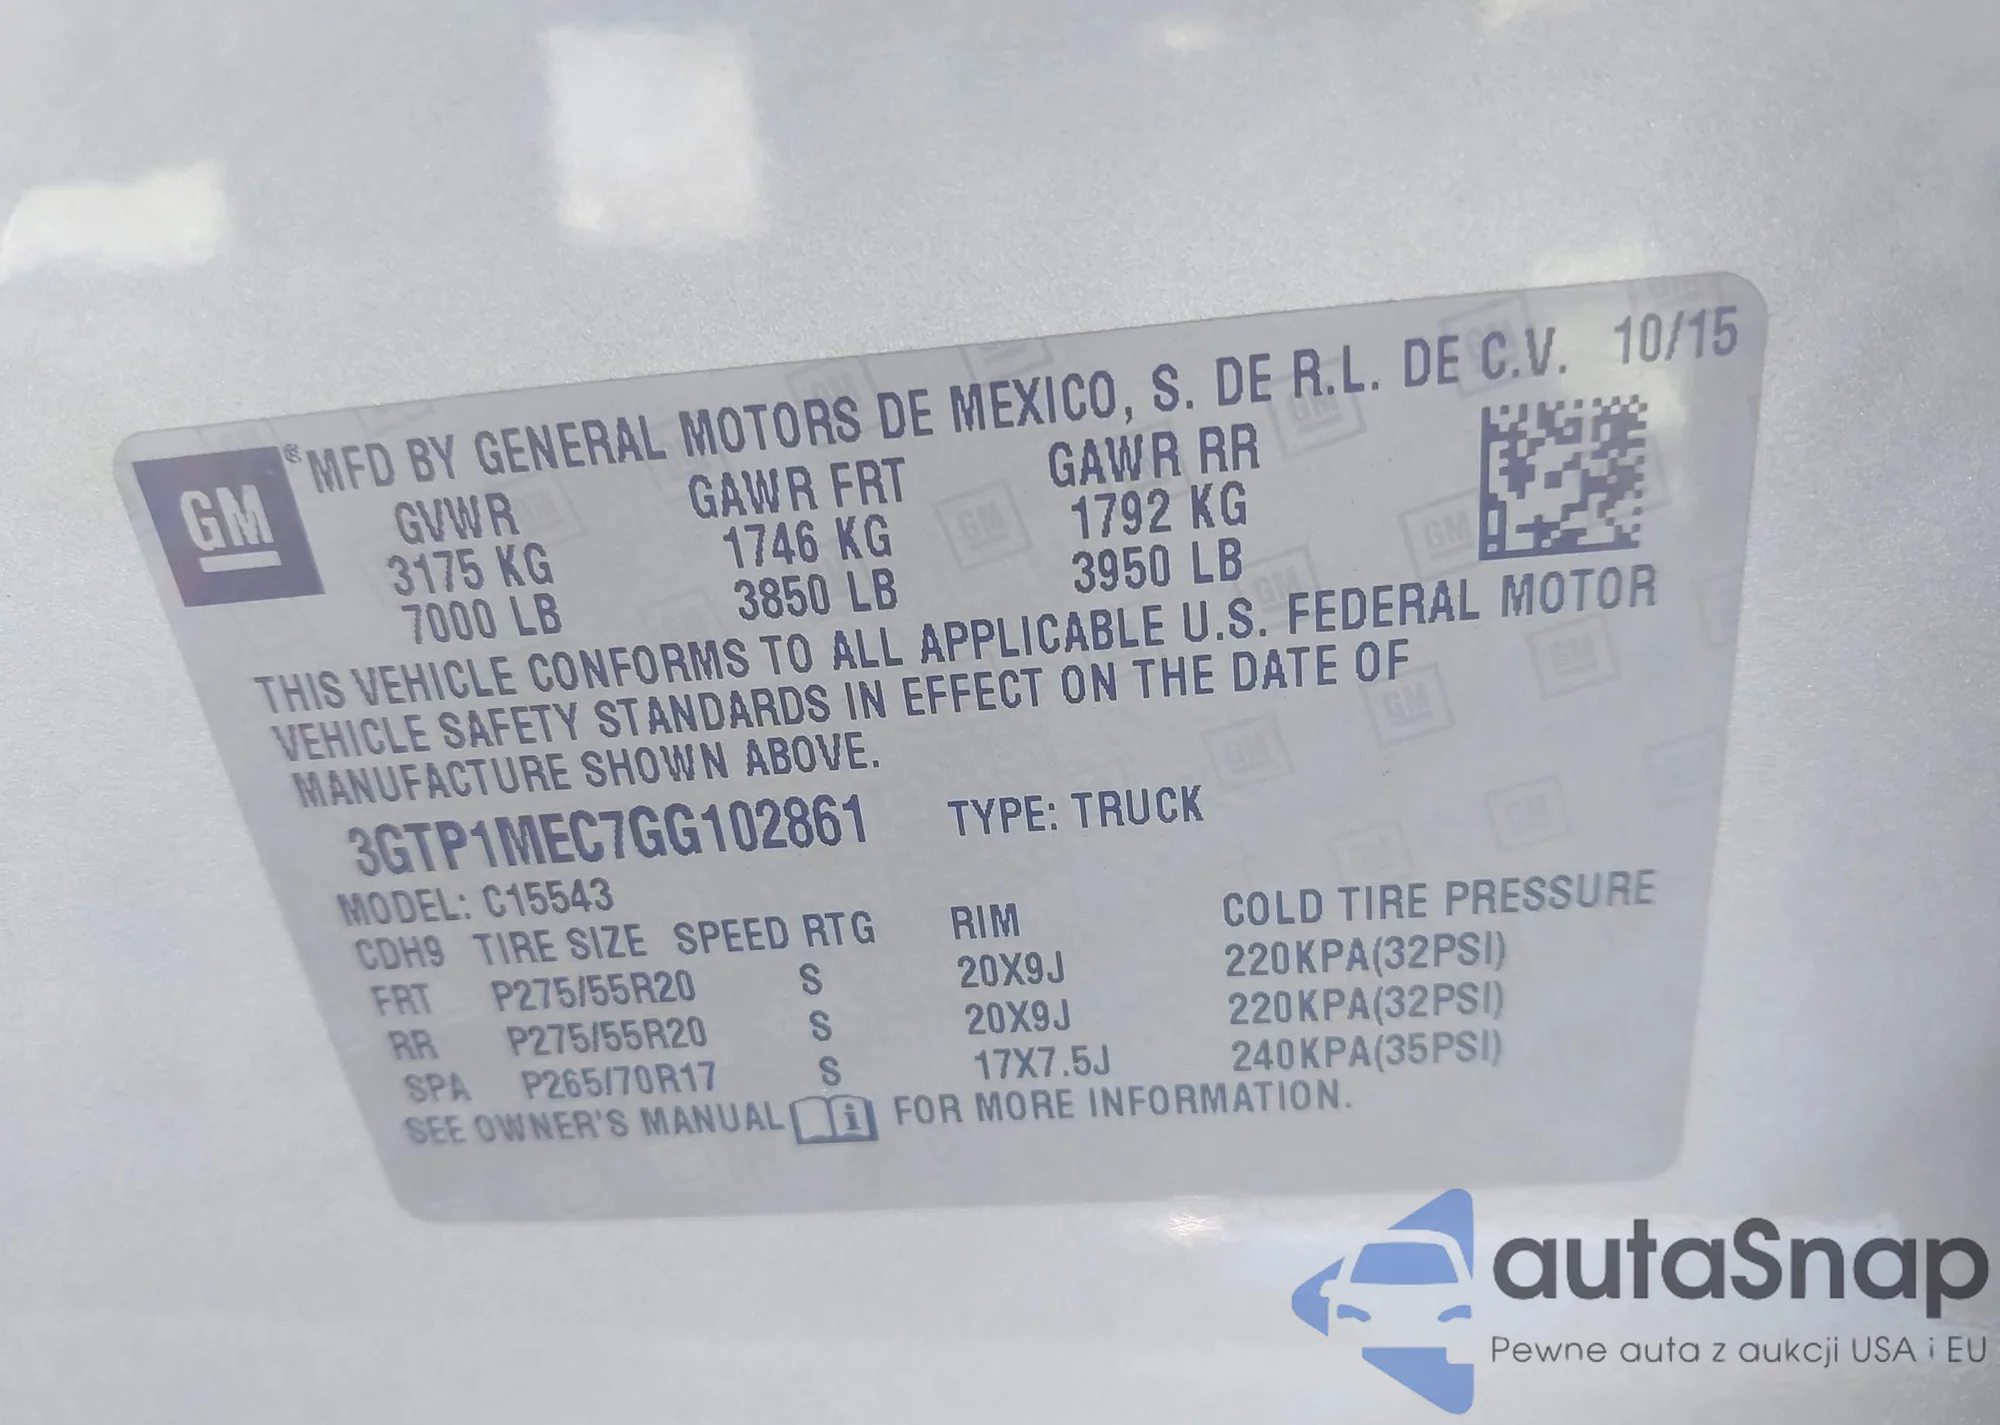 MFD BY GENERAL MOTORS DE MEXICO, S. DE R.L. DE C.V. 10/15
GM®
GVWR GAWR FRT GAWR RR
3175 KG 1746 KG 1792 KG
7000 LB 3850 LB 3950 LB
THIS VEHICLE CONFORMS TO ALL APPLICABLE U.S. FEDERAL MOTOR
VEHICLE SAFETY STANDARDS IN EFFECT ON THE DATE OF
MANUFACTURE SHOWN ABOVE.
3GTP1MEC7GG102861 TYPE: TRUCK
MODEL: C15543
CDH9 TIRE SIZE SPEED RTG RIM COLD TIRE PRESSURE
FRT P275/55R20 S 20X9J 220KPA(32PSI)
RR P275/55R20 S 20X9J 220KPA(32PSI)
SPA P265/70R17 S 17X7.5J 240KPA(35PSI)
SEE OWNER'S MANUAL i FOR MORE INFORMATION.
autaSnap
Pewne auta z aukcji USA i EU